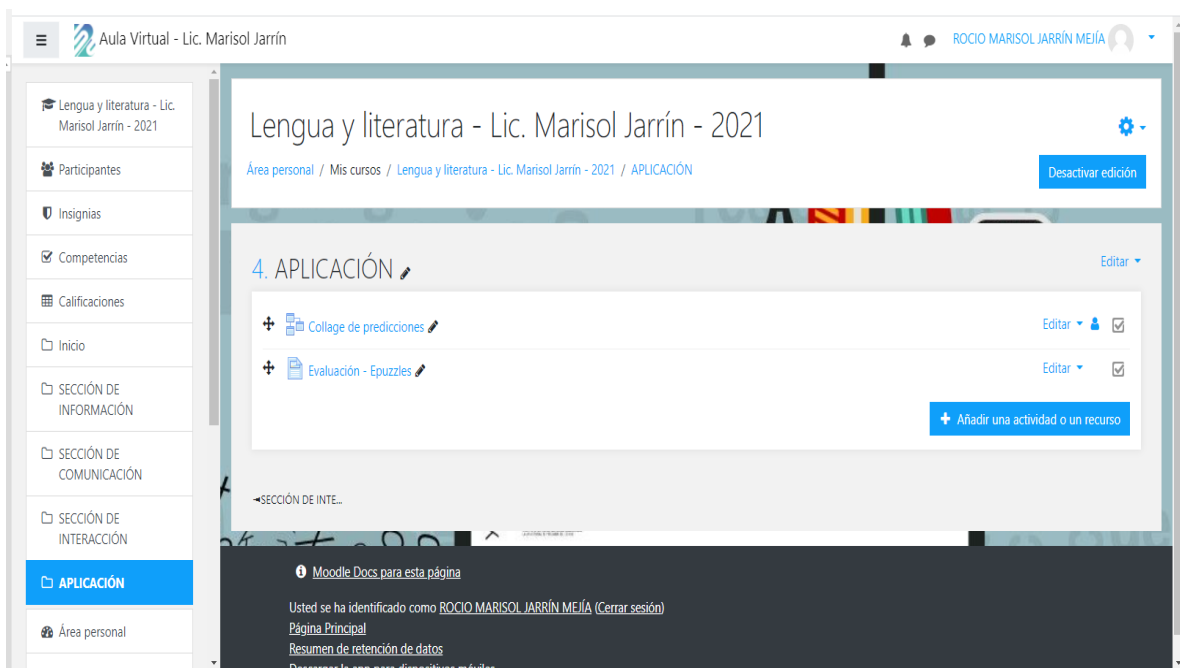 Aula Virtual - Lic. Marisol Jarrín
ROCIO MARISOL JARRÍN MEJÍA
Lengua y literatura - Lic.
Marisol Jarrín - 2021
Participantes
Insignias
Competencias
Calificaciones
Inicio
SECCIÓN DE
INFORMACIÓN
SECCIÓN DE
COMUNICACIÓN
SECCIÓN DE
INTERACCIÓN
APLICACIÓN
Área personal
Lengua y literatura - Lic. Marisol Jarrín - 2021
Área personal / Mis cursos / Lengua y literatura - Lic. Marisol Jarrín - 2021 / APLICACIÓN
Desactivar edición
4. APLICACIÓN
Editar
Collage de predicciones
Editar
Evaluación - Epuzzles
Editar
+ Añadir una actividad o un recurso
◄SECCIÓN DE INTE...
Moodle Docs para esta página
Usted se ha identificado como ROCIO MARISOL JARRÍN MEJÍA (Cerrar sesión)
Página Principal
Resumen de retención de datos